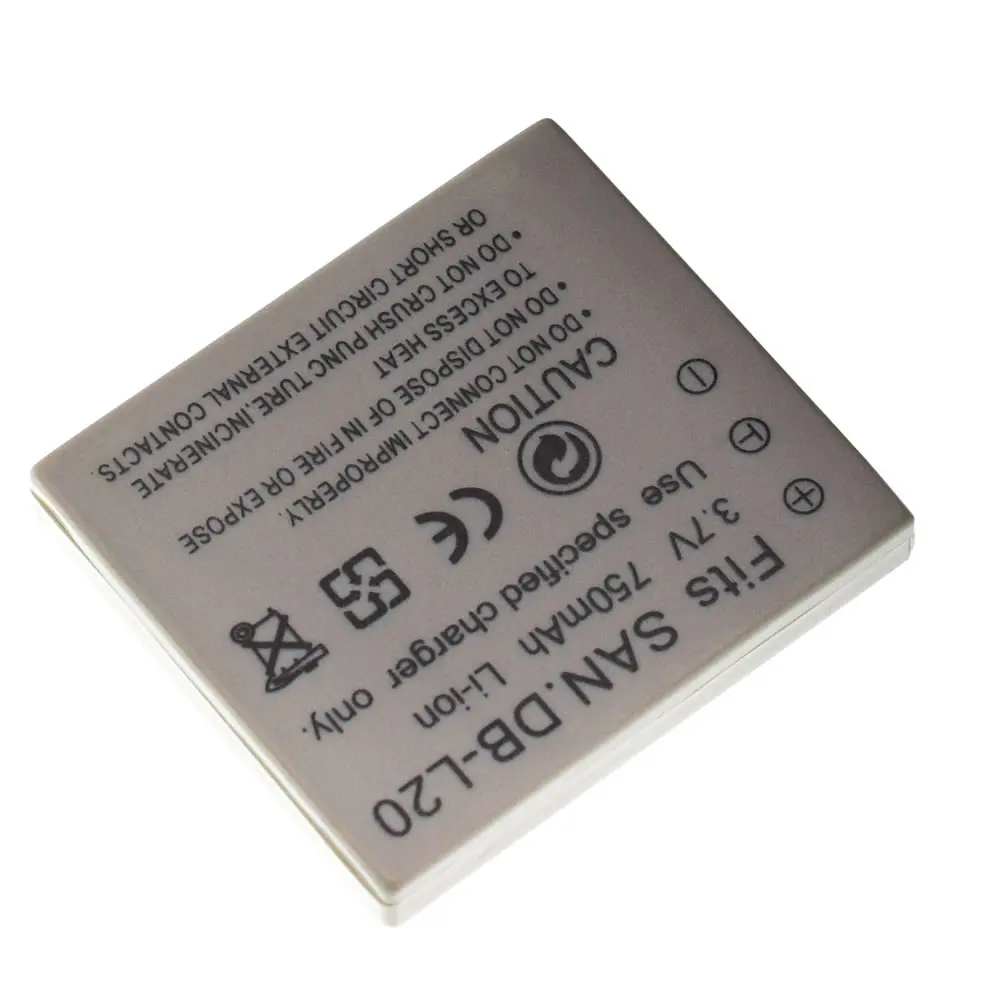 Fits SAN.DB-L20
3.7V 750mAh Li-ion
Use specified charger only.
CE
CAUTION
• DO NOT CONNECT IMPROPERLY.
• DO NOT DISPOSE OF IN FIRE OR EXPOSE
TO EXCESS HEAT
• DO NOT CRUSH PUNC TURE.INCINERATE
OR SHORT CIRCUIT EXTERNAL CONTACTS.